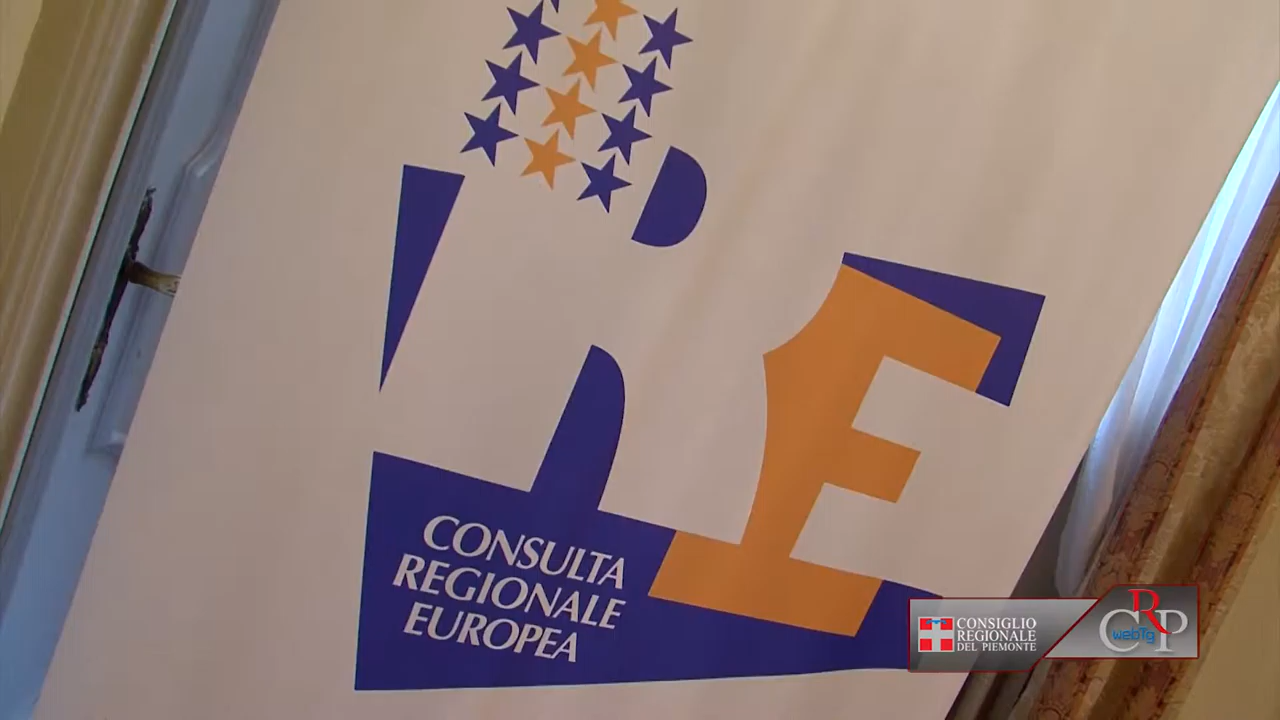 E
CONSULTA
REGIONALE
EUROPEA
CONSIGLIO
REGIONALE
DEL PIEMONTE
CRP
webTg